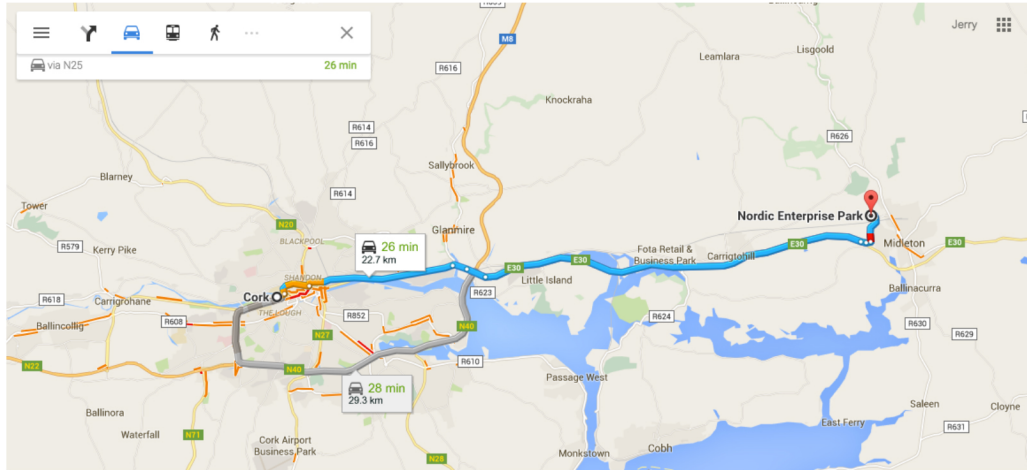 Jerry
via N25
26 min
R639
Ballincurrig
M8
Lisgoold
Leamlara
R616
Knockraha
R614
R616
R626
Sallybrook
Blarney
R614
Tower
Nordic Enterprise Park
N20
Glanmire
R579
Kerry Pike
BLACKPOOL
26 min
22.7 km
Fota Retail &
Business Park
E30
Midleton
E30
Carrigtohill
E30
E30
SHANDON
Little Island
Ballinacurra
Cork
R623
R618
Carrigrohane
THE LOUGH
R852
R624
R608
Ballincollig
N27
N40
R630
R629
N22
N40
R610
Passage West
28 min
29.3 km
Ballinora
Saleen
Cloyne
Waterfall
N71
Cork Airport
Business Park
East Ferry
R631
N28
Monkstown
Cobh